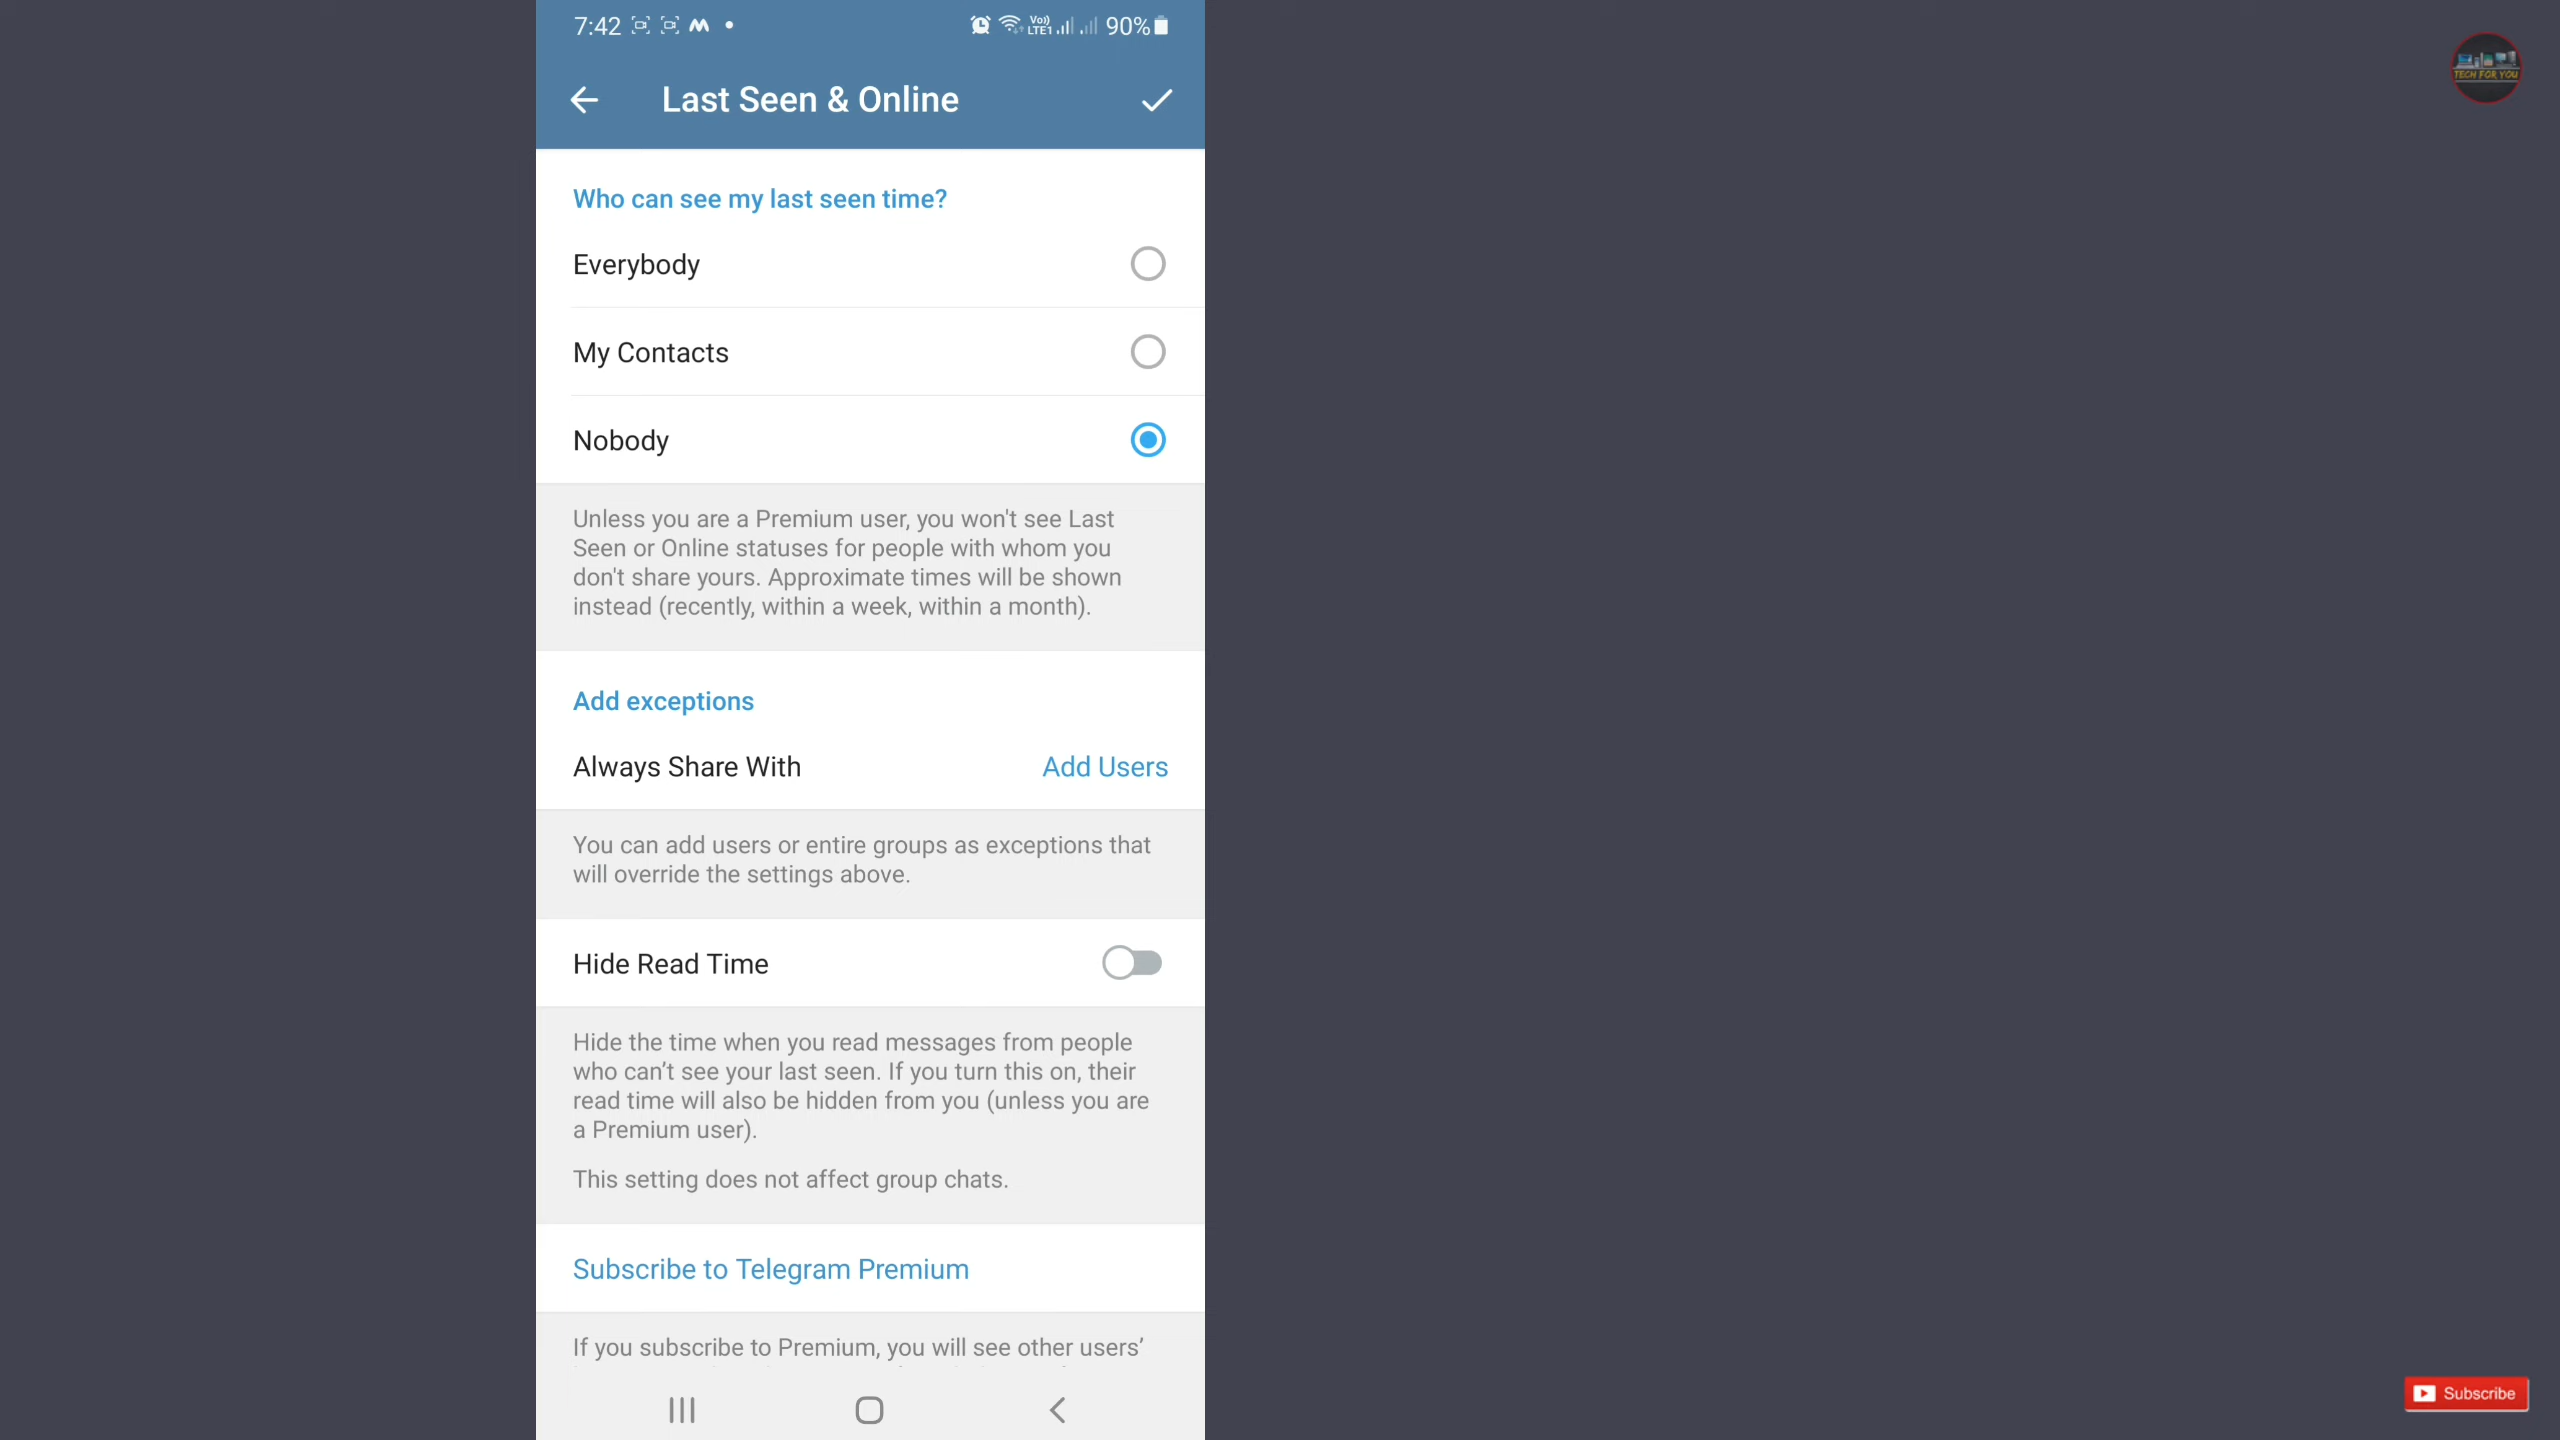 7:42
Vo)) LTE1 90%
Last Seen & Online
TECH FOR YOU
Who can see my last seen time?
Everybody
My Contacts
Nobody
Unless you are a Premium user, you won't see Last
Seen or Online statuses for people with whom you
don't share yours. Approximate times will be shown
instead (recently, within a week, within a month).
Add exceptions
Always Share With Add Users
You can add users or entire groups as exceptions that
will override the settings above.
Hide Read Time
Hide the time when you read messages from people
who can’t see your last seen. If you turn this on, their
read time will also be hidden from you (unless you are
a Premium user).
This setting does not affect group chats.
Subscribe to Telegram Premium
If you subscribe to Premium, you will see other users’
Subscribe